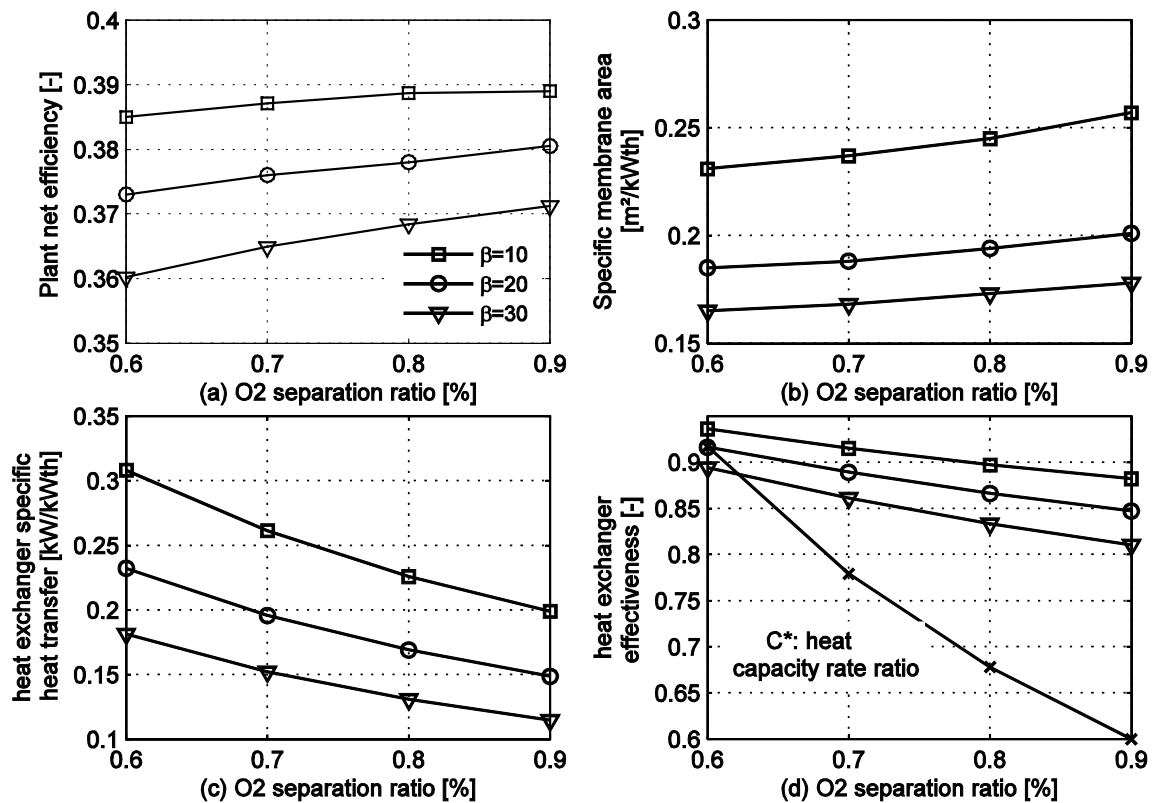 0.4
0.39
0.38
0.37
0.36
0.35
Plant net efficiency [-]
β=10
β=20
β=30
0.6 0.7 0.8 0.9
(a) O2 separation ratio [%]
0.3
0.25
0.2
0.15
Specific membrane area
[m²/kWth]
0.6 0.7 0.8 0.9
(b) O2 separation ratio [%]
0.35
0.3
0.25
0.2
0.15
0.1
heat exchanger specific
heat transfer [kW/kWth]
0.6 0.7 0.8 0.9
(c) O2 separation ratio [%]
0.9
0.85
0.8
0.75
0.7
0.65
0.6
heat exchanger
effectiveness [-]
C*: heat
capacity rate ratio
0.6 0.7 0.8 0.9
(d) O2 separation ratio [%]